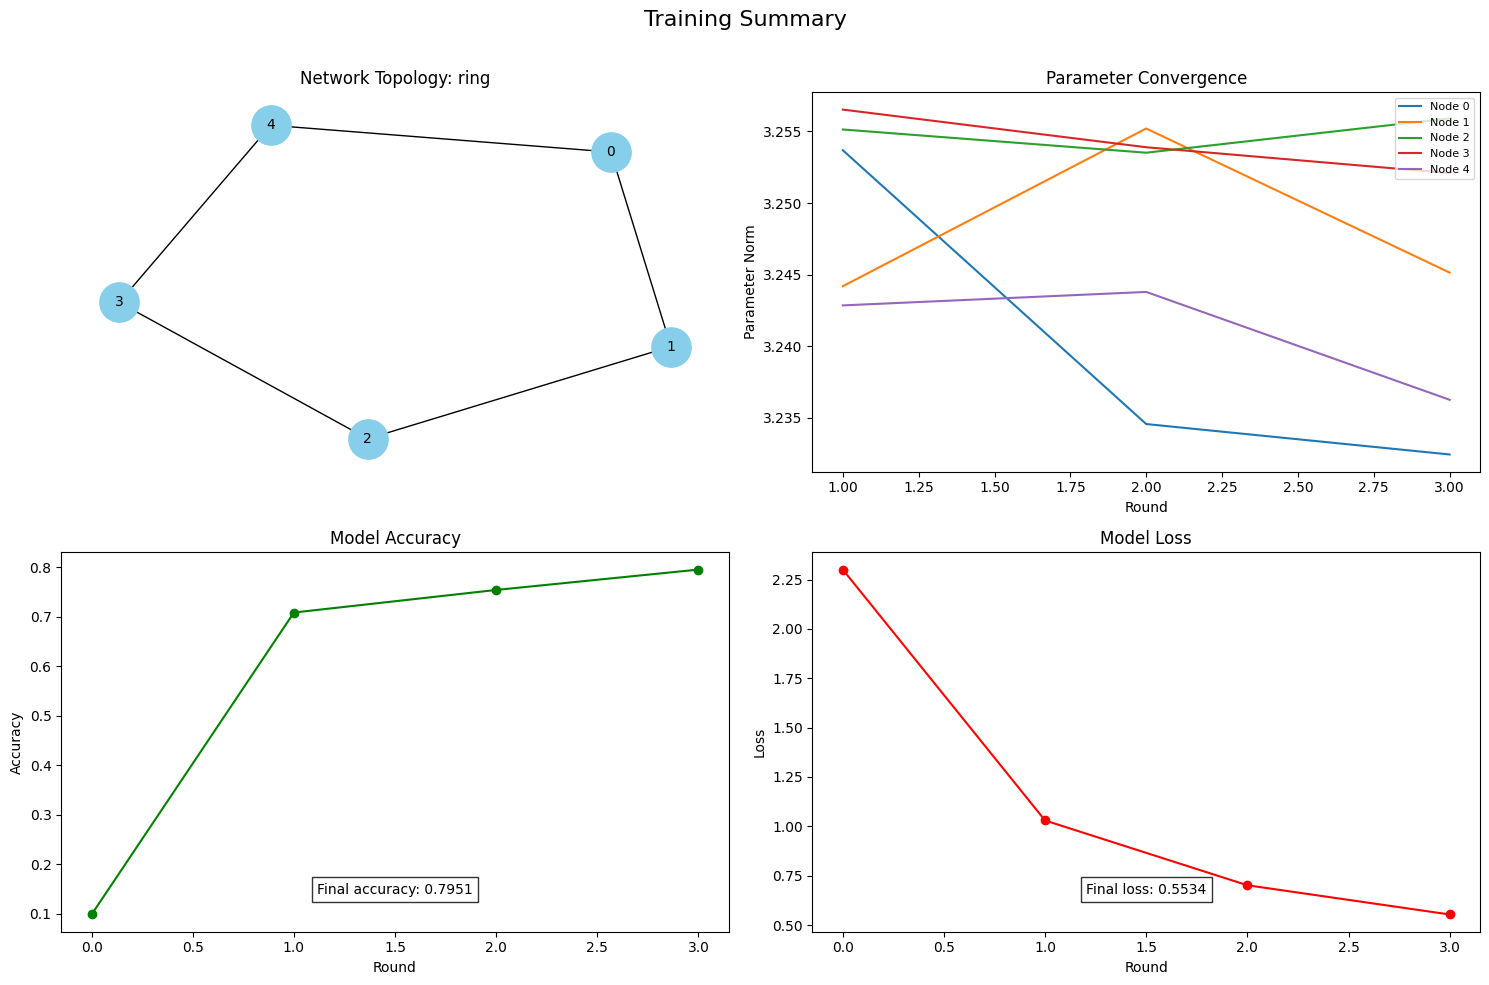 Training Summary
Network Topology: ring
4
0
3
1
2
Parameter Convergence
Node 0
Node 1
Node 2
Node 3
Node 4
3.255
3.250
3.245
3.240
3.235
Parameter Norm
1.00 1.25 1.50 1.75 2.00 2.25 2.50 2.75 3.00
Round
Model Accuracy
0.8
0.7
0.6
0.5
0.4
0.3
0.2
0.1
Accuracy
Final accuracy: 0.7951
0.0 0.5 1.0 1.5 2.0 2.5 3.0
Round
Model Loss
2.25
2.00
1.75
1.50
1.25
1.00
0.75
0.50
Loss
Final loss: 0.5534
0.0 0.5 1.0 1.5 2.0 2.5 3.0
Round